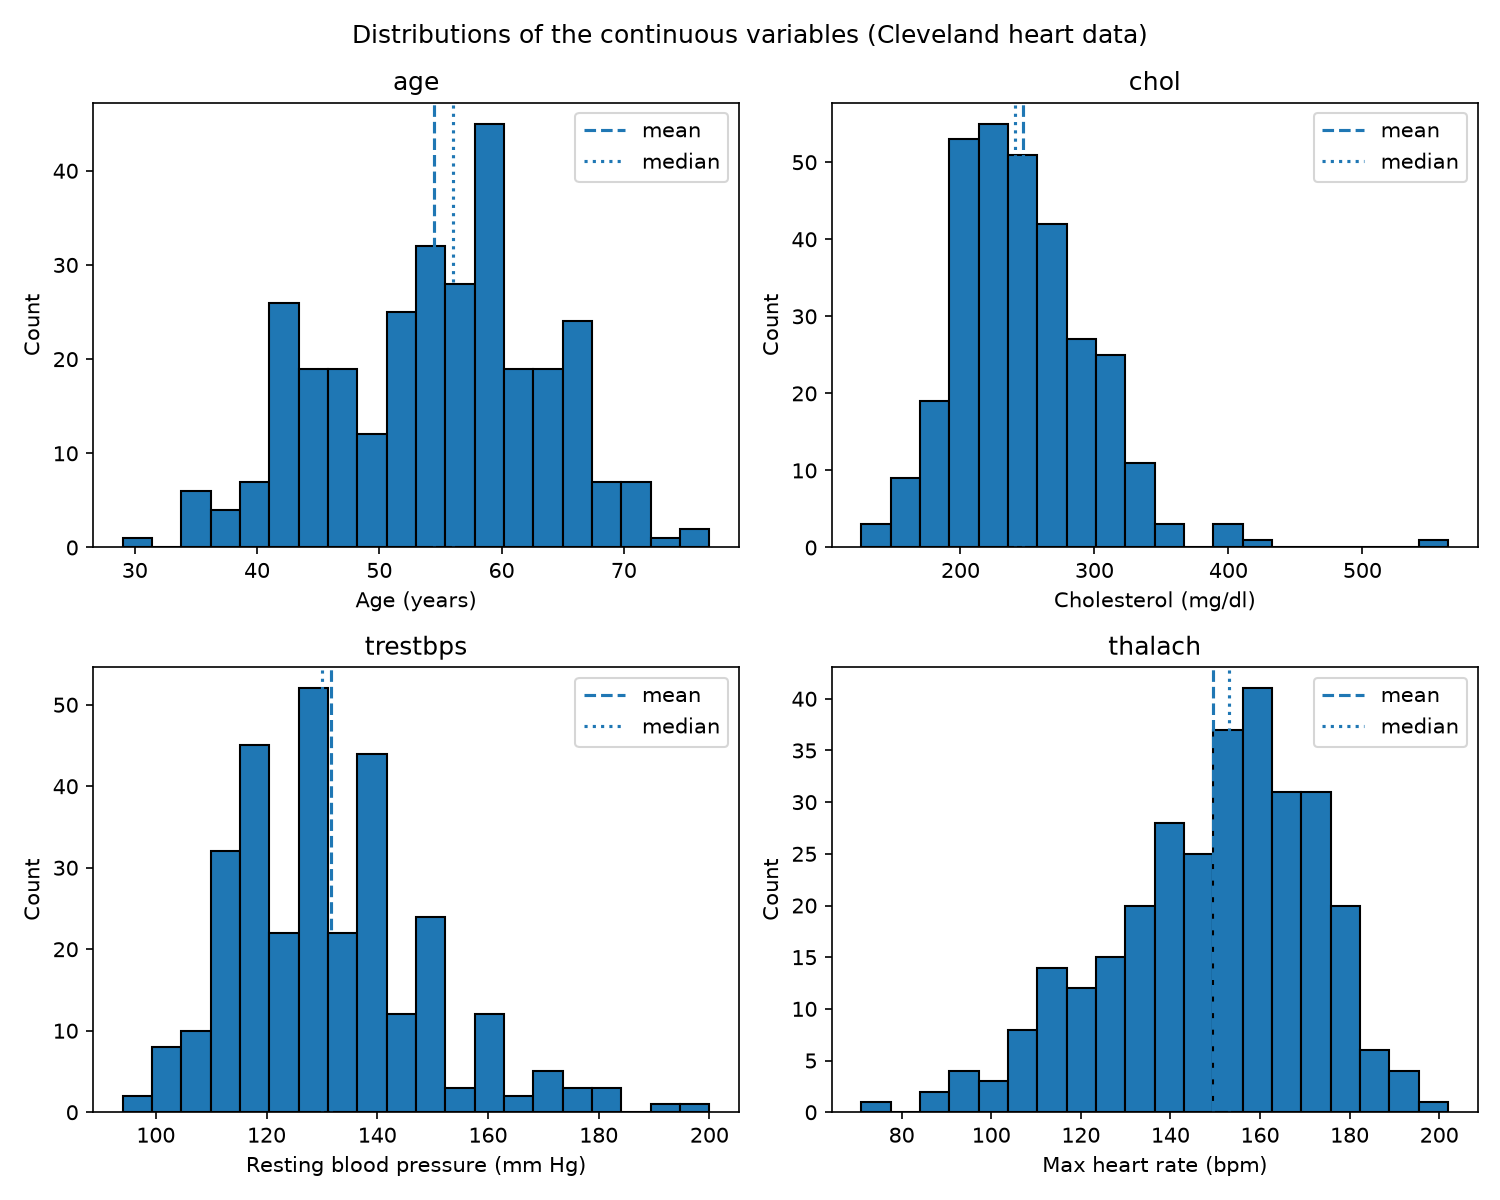 Distributions of the continuous variables (Cleveland heart data)
age
mean
median
Count
0
10
20
30
40
30
40
50
60
70
Age (years)
chol
mean
median
Count
0
10
20
30
40
50
200
300
400
500
Cholesterol (mg/dl)
trestbps
mean
median
Count
0
10
20
30
40
50
100
120
140
160
180
200
Resting blood pressure (mm Hg)
thalach
mean
median
Count
0
5
10
15
20
25
30
35
40
80
100
120
140
160
180
200
Max heart rate (bpm)